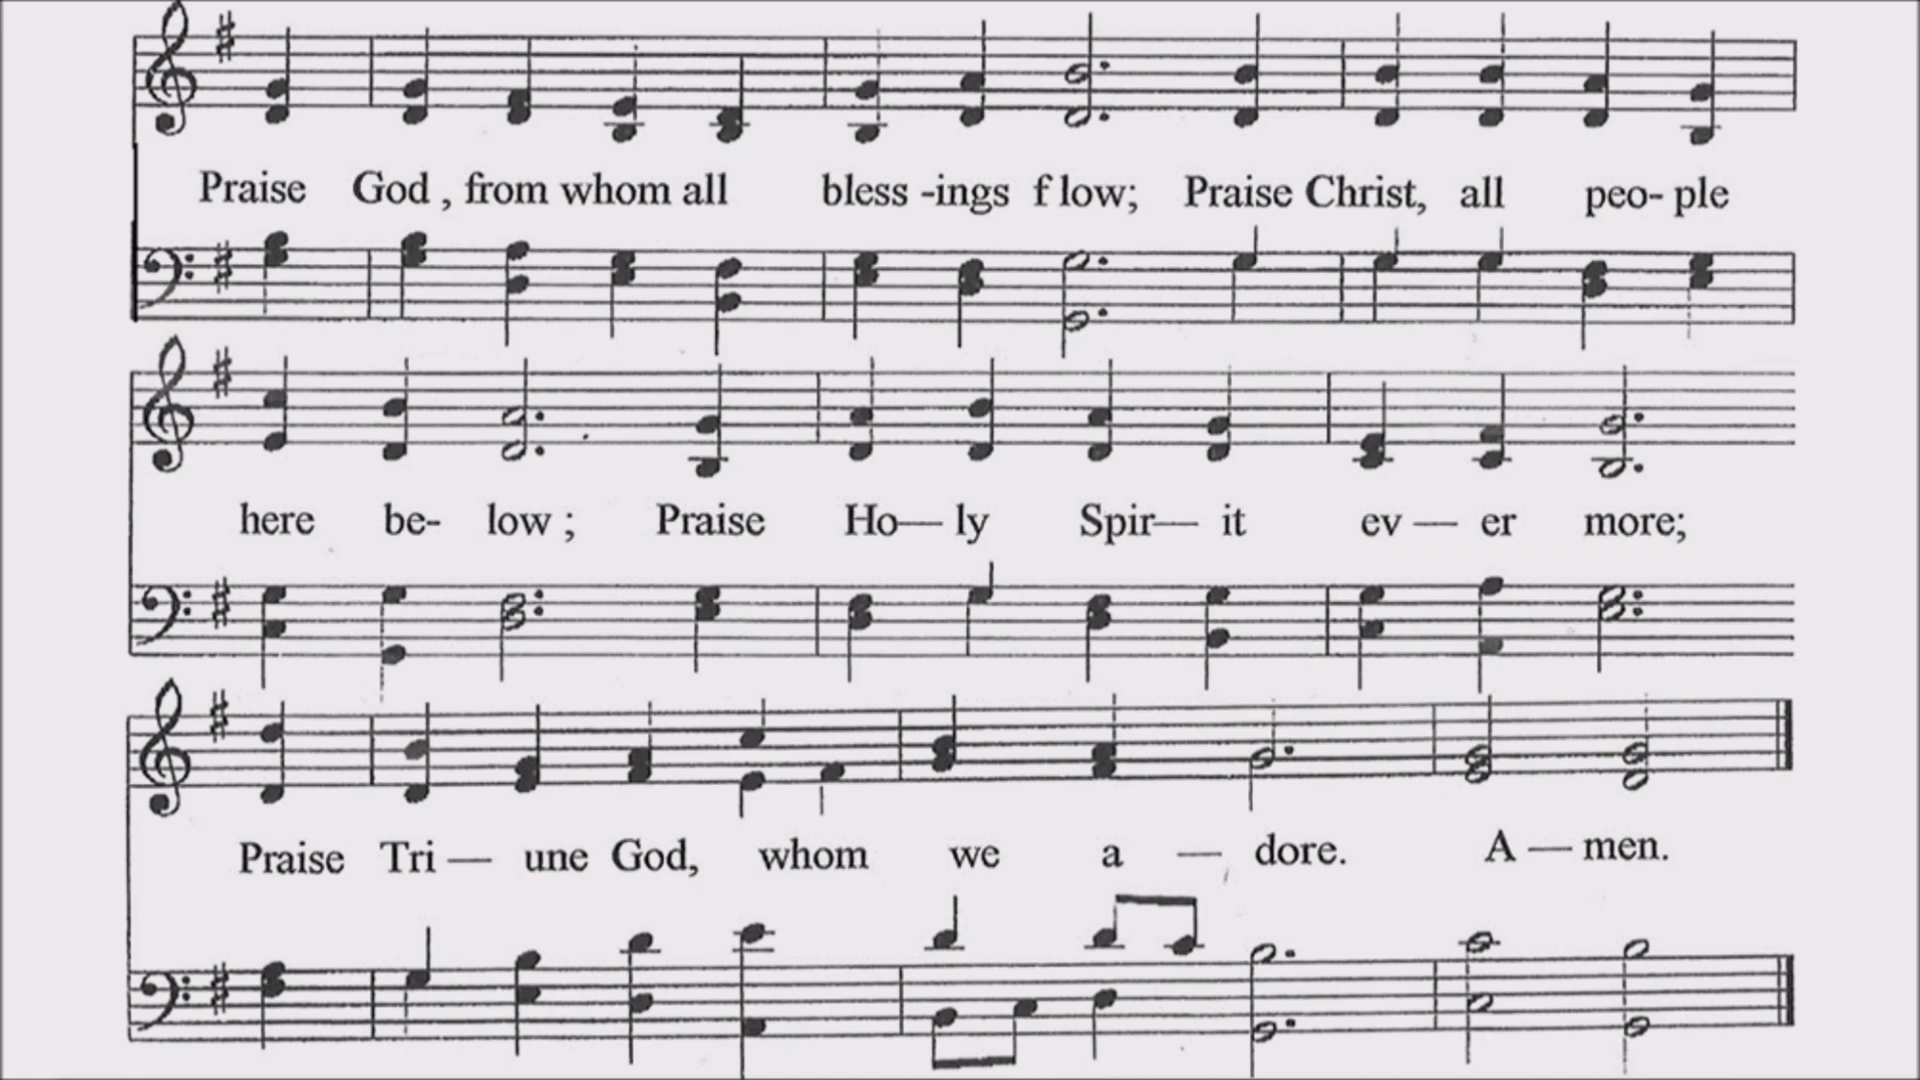 Praise God , from whom all bless -ings f low; Praise Christ, all peo- ple
here be- low ; Praise Ho— ly Spir— it ev — er more;
Praise Tri — une God, whom we a — dore. A — men.